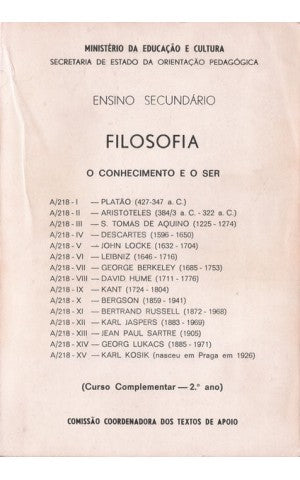 MINISTÉRIO DA EDUCAÇÃO E CULTURA
SECRETARIA DE ESTADO DA ORIENTAÇÃO PEDAGÓGICA
ENSINO SECUNDÁRIO
FILOSOFIA
O CONHECIMENTO E O SER
A/218 - I — PLATÃO (427-347 a. C.)
A/218 - II — ARISTOTELES (384/3 a. C. - 322 a. C.)
A/218 - III — S. TOMAS DE AQUINO (1225 - 1274)
A/218 - IV — DESCARTES (1596 - 1650)
A/218 - V — JOHN LOCKE (1632 - 1704)
A/218 - VI — LEIBNIZ (1646 - 1716)
A/218 - VII — GEORGE BERKELEY (1685 - 1753)
A/218 - VIII — DAVID HUME (1711 - 1776)
A/218 - IX — KANT (1724 - 1804)
A/218 - X — BERGSON (1859 - 1941)
A/218 - XI — BERTRAND RUSSELL (1872 - 1968)
A/218 - XII — KARL JASPERS (1883 - 1969)
A/218 - XIII — JEAN PAUL SARTRE (1905)
A/218 - XIV — GEORG LUKACS (1885 - 1971)
A/218 - XV — KARL KOSIK (nasceu em Praga em 1926)
(Curso Complementar — 2.º ano)
COMISSÃO COORDENADORA DOS TEXTOS DE APOIO